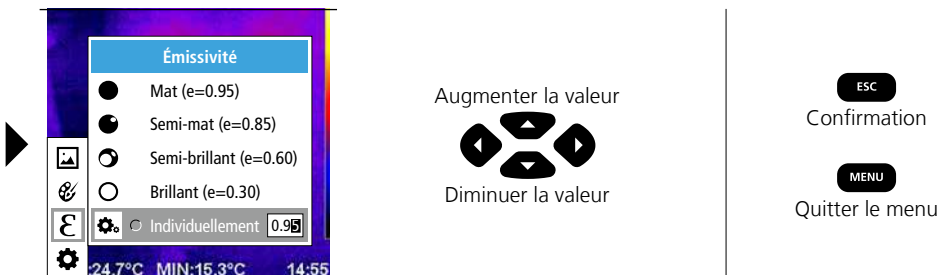 Émissivité
Mat (e=0.95)
Semi-mat (e=0.85)
Semi-brillant (e=0.60)
Brillant (e=0.30)
ε
Individuellement 0.95
:24.7°C MIN:15.3°C 14:55
Augmenter la valeur
Diminuer la valeur
ESC
Confirmation
MENU
Quitter le menu